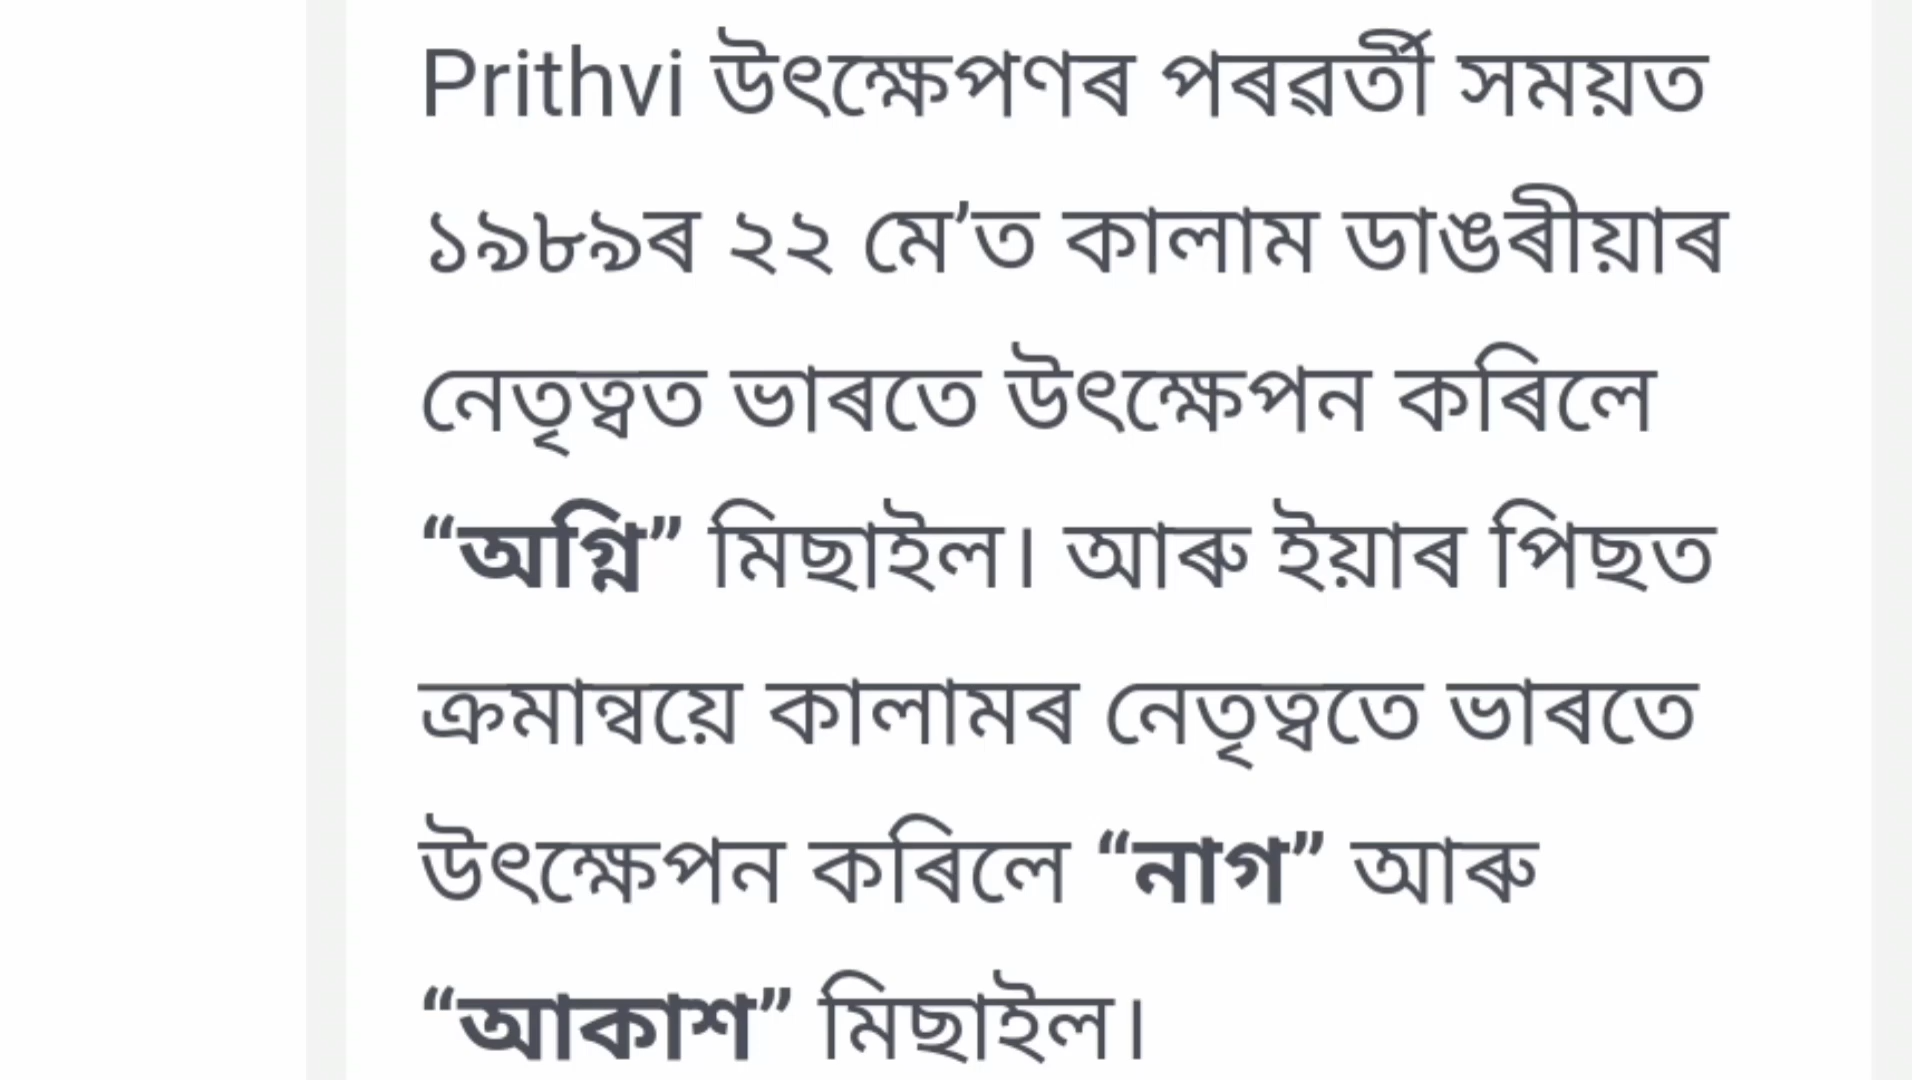 Prithvi উৎক্ষেপণৰ পৰৱৰ্তী সময়ত
১৯৮৯ৰ ২২ মে’ত কালাম ডাঙৰীয়াৰ
নেতৃত্বত ভাৰতে উৎক্ষেপন কৰিলে
“অগ্নি” মিছাইল। আৰু ইয়াৰ পিছত
ক্ৰমান্বয়ে কালামৰ নেতৃত্বতে ভাৰতে
উৎক্ষেপন কৰিলে “নাগ” আৰু
“আকাশ” মিছাইল।